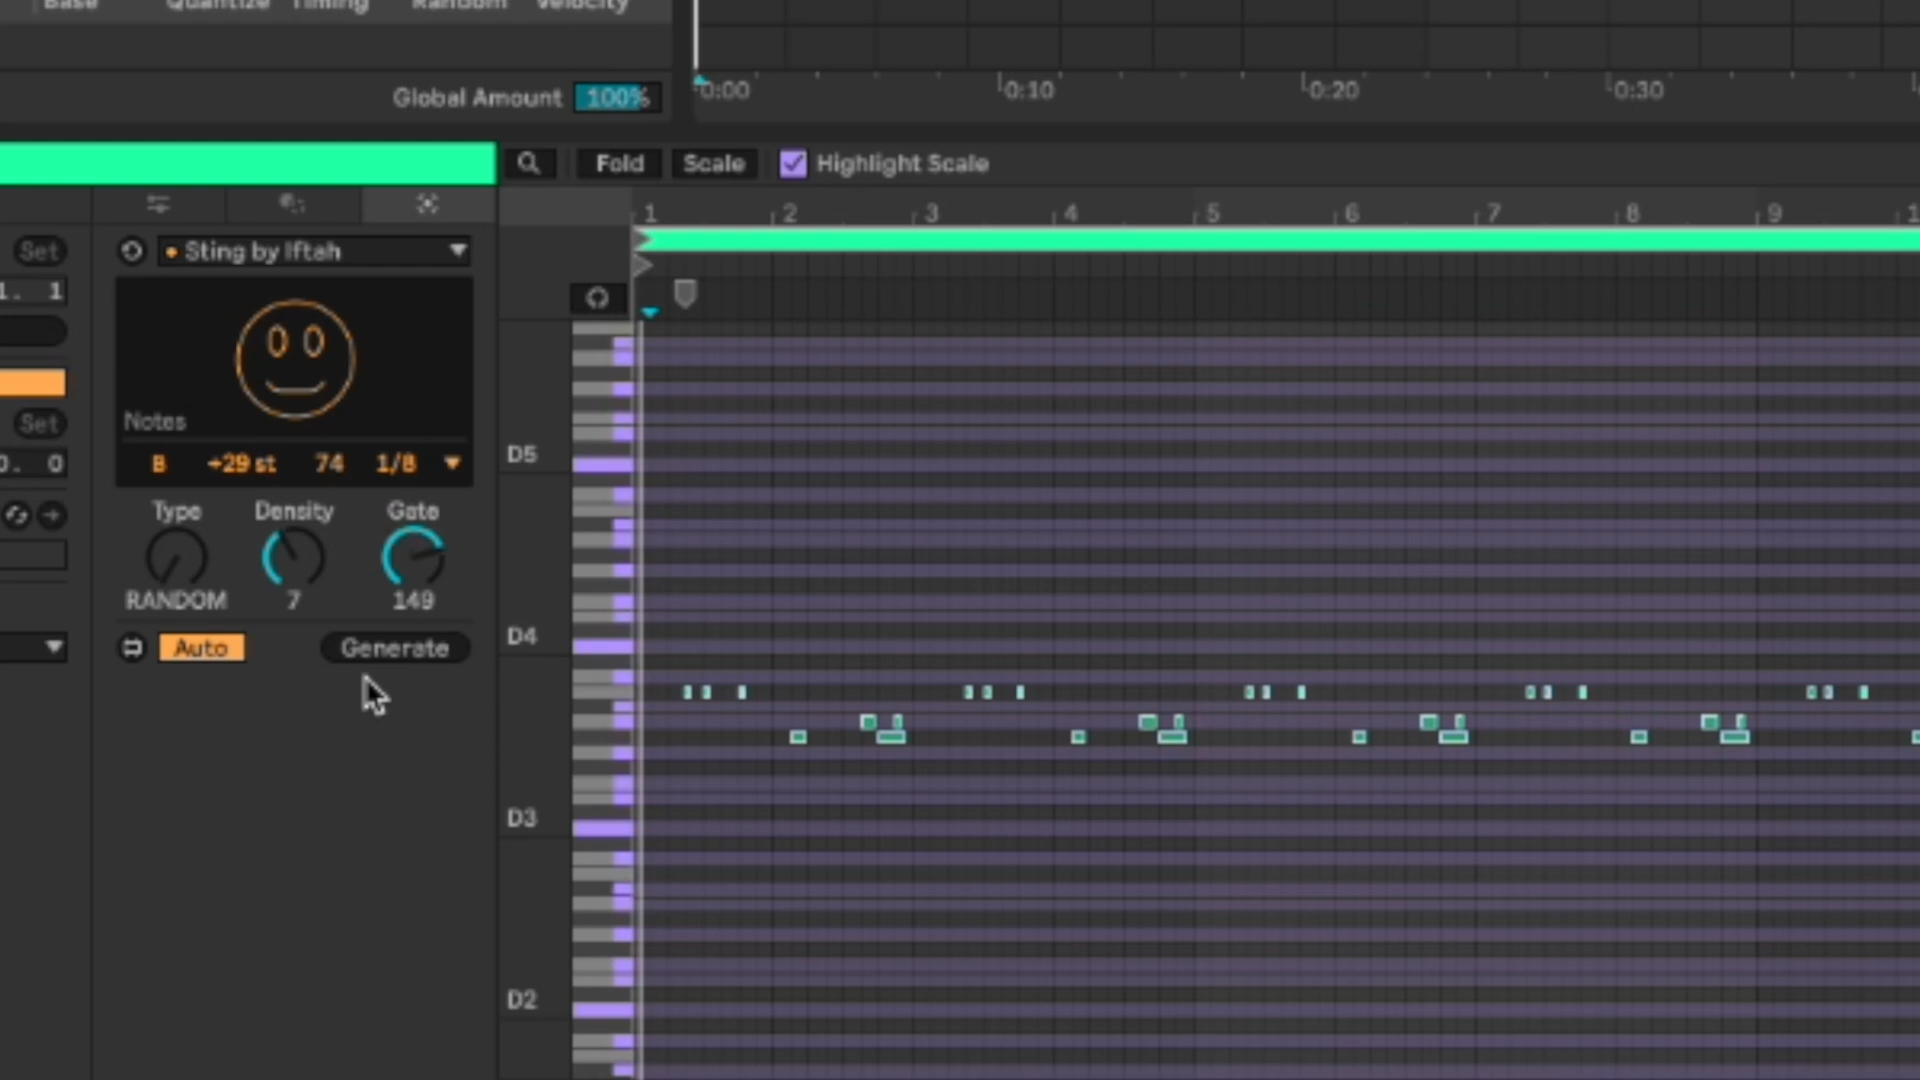 Base Quantize Timing Random Velocity
Global Amount 100%
0:00 0:10 0:20 0:30
Fold Scale Highlight Scale
1 2 3 4 5 6 7 8 9 1
Set
Sting by Iftah
1. 1
Notes
Set
B +29 st 74 1/8
0. 0
Type Density Gate
RANDOM 7 149
Auto Generate
D5
D4
D3
D2